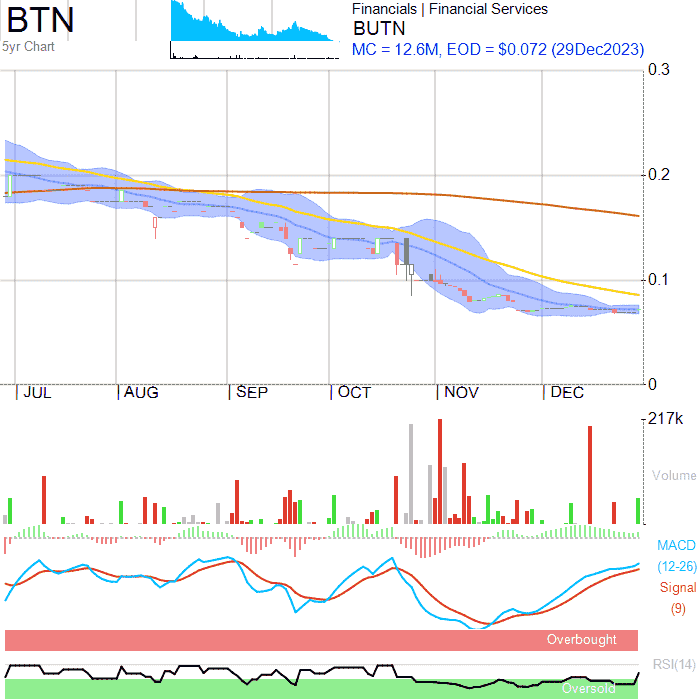 BTN
5yr Chart
Financials | Financial Services
BUTN
MC = 12.6M, EOD = $0.072 (29Dec2023)
0.3
0.2
0.1
0
JUL AUG SEP OCT NOV DEC
217k
Volume
MACD
(12-26)
Signal
(9)
Overbought
RSI(14)
Oversold